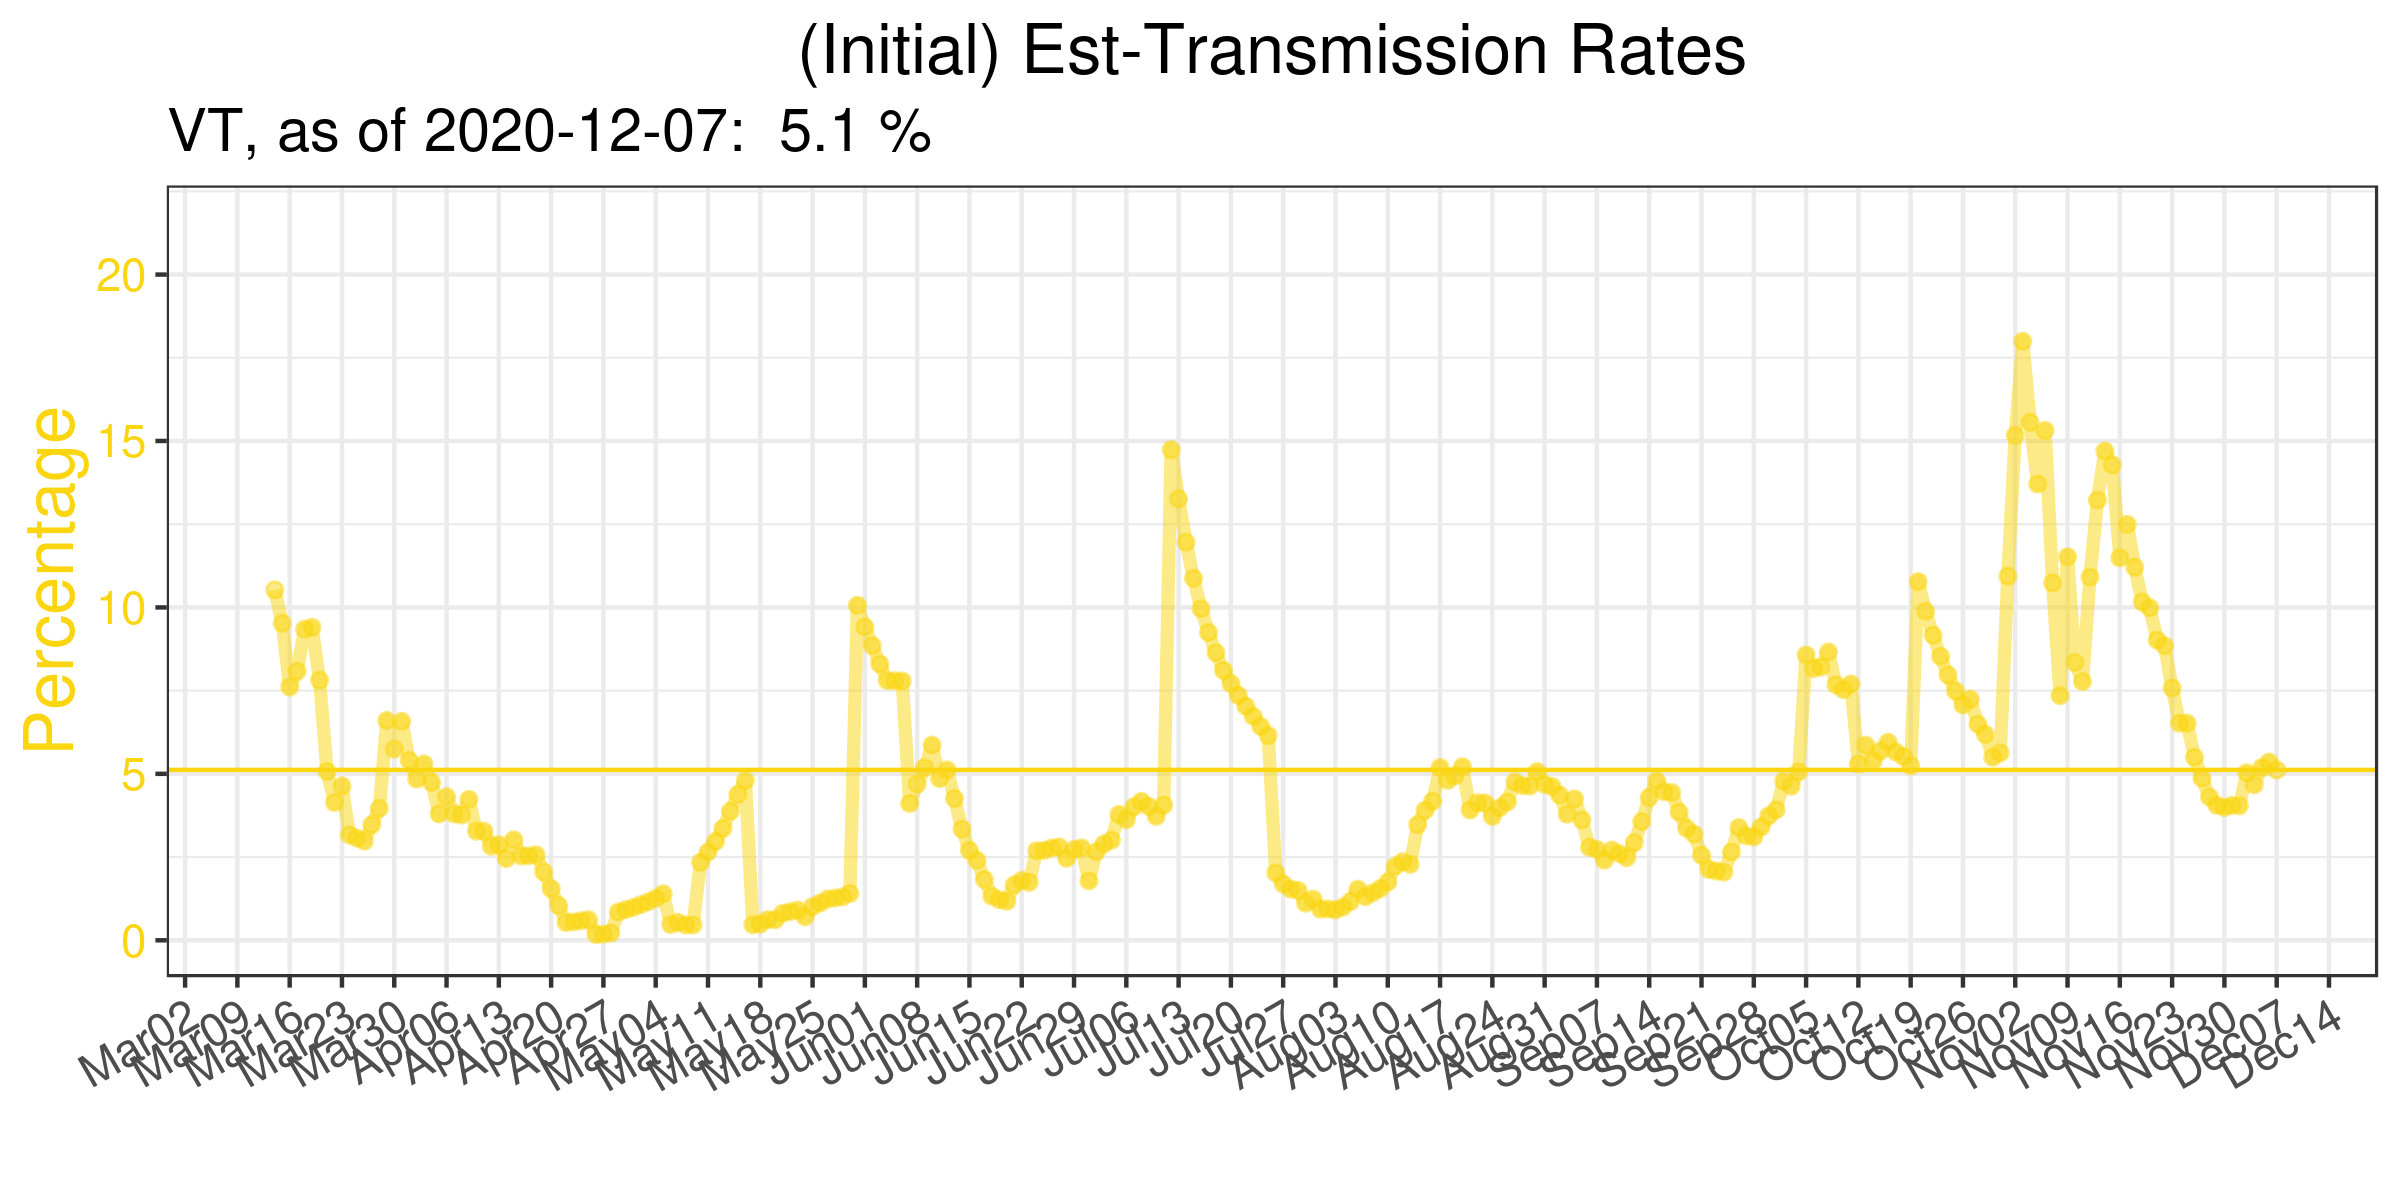 (Initial) Est-Transmission Rates
VT, as of 2020-12-07:  5.1 %
Percentage
20
15
10
5
0
Mar02
Mar09
Mar16
Mar23
Mar30
Apr06
Apr13
Apr20
Apr27
May04
May11
May18
May25
Jun01
Jun08
Jun15
Jun22
Jun29
Jul06
Jul13
Jul20
Jul27
Aug03
Aug10
Aug17
Aug24
Aug31
Sep07
Sep14
Sep21
Sep28
Oct05
Oct12
Oct19
Oct26
Nov02
Nov09
Nov16
Nov23
Nov30
Dec07
Dec14